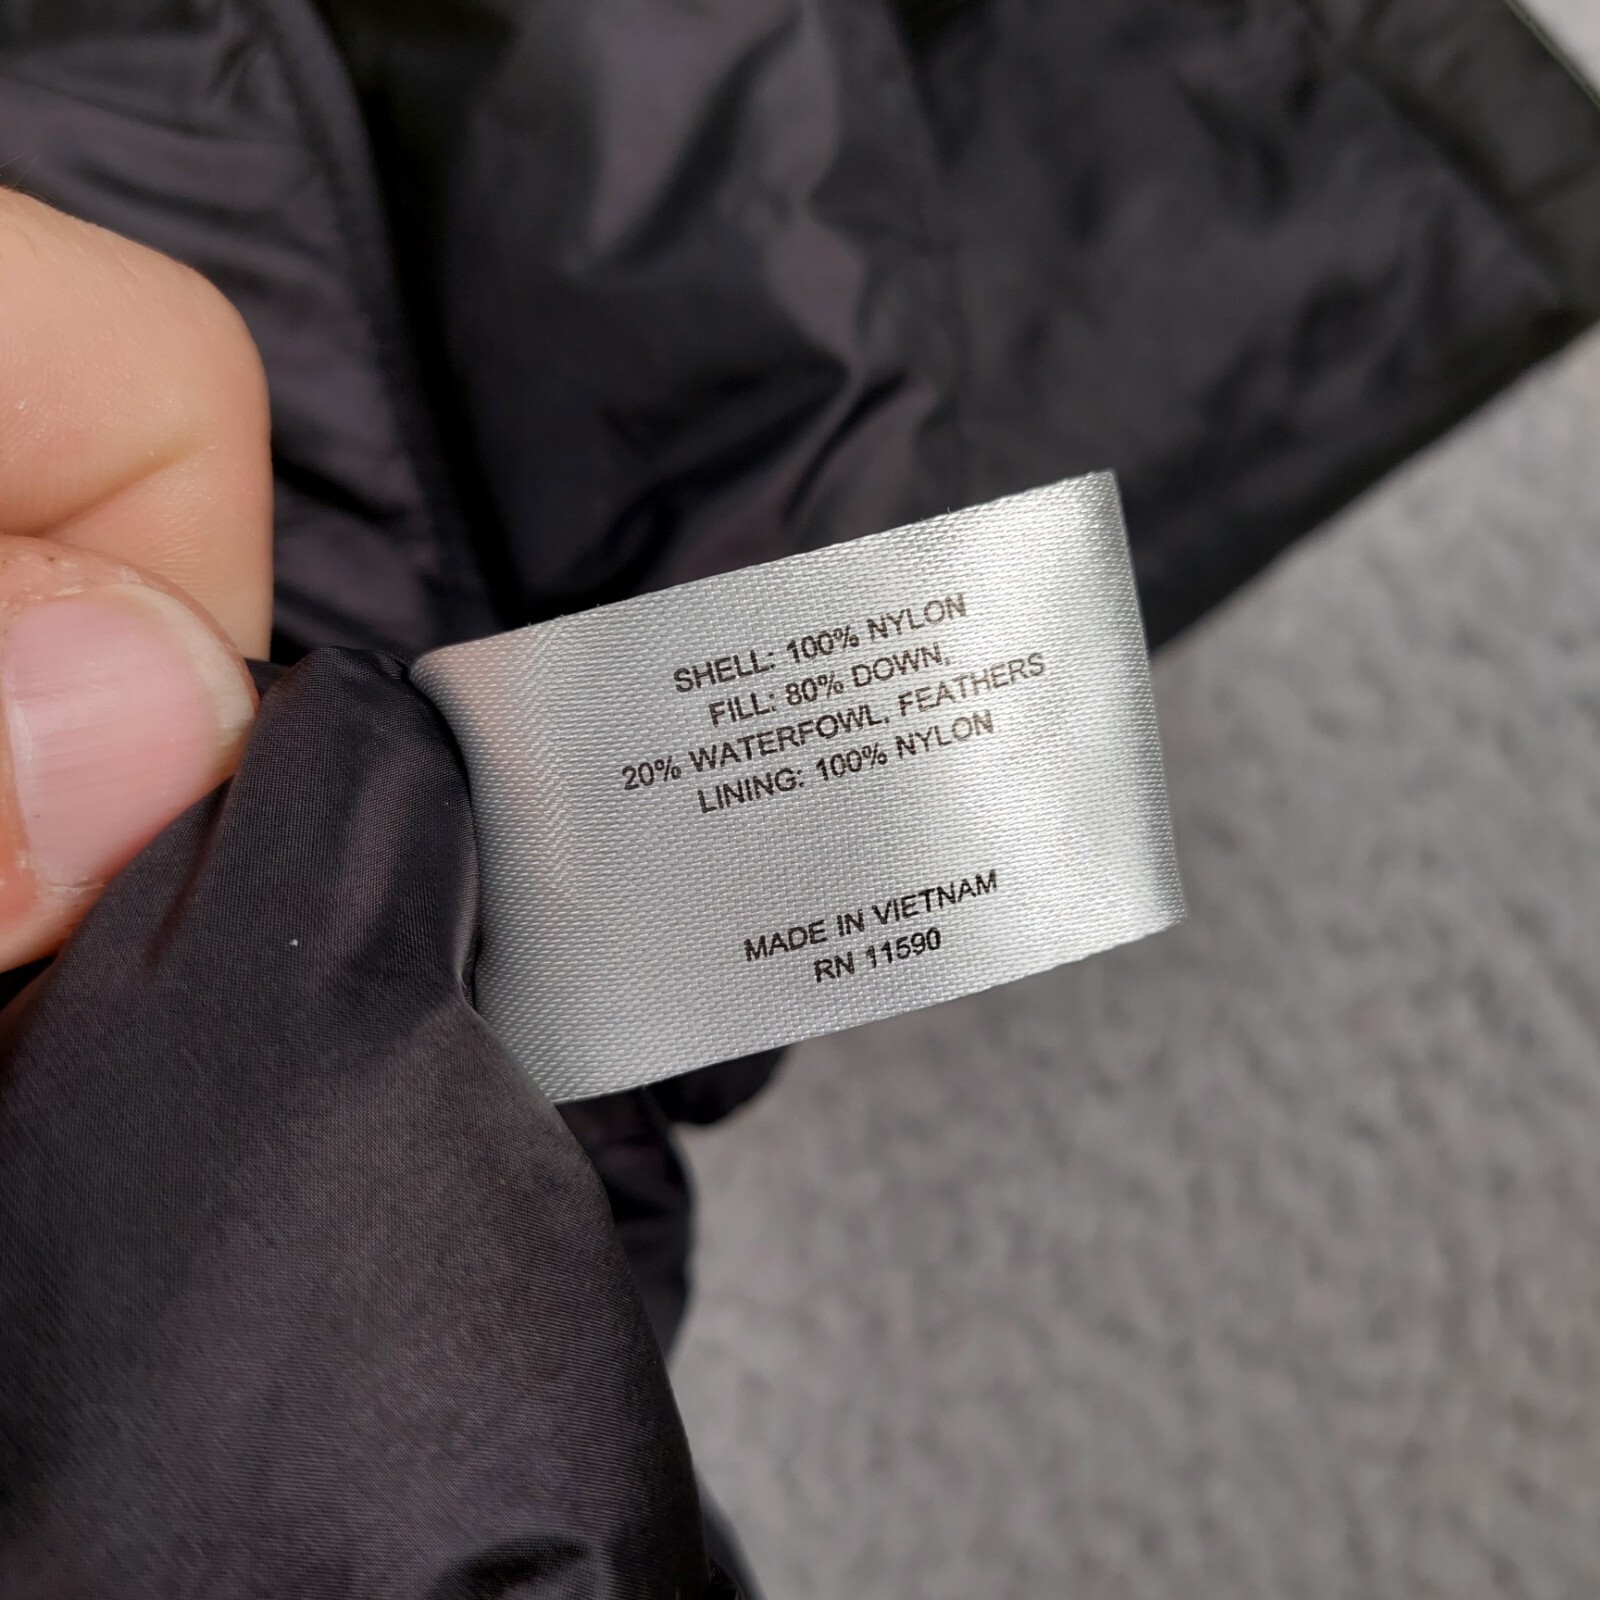 SHELL: 100% NYLON
FILL: 80% DOWN,
20% WATERFOWL, FEATHERS
LINING: 100% NYLON
MADE IN VIETNAM
RN 11590